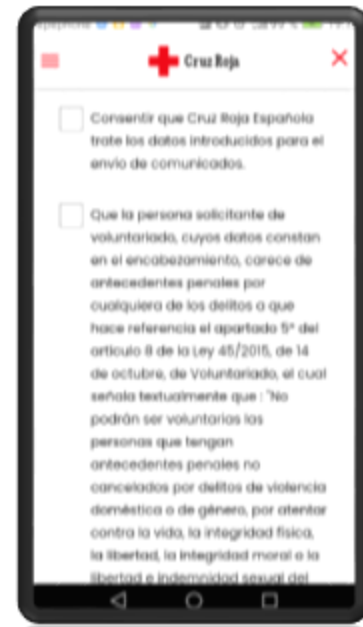 Cruz Roja
Consentir que Cruz Roja Española
trate los datos introducidos para el
envío de comunicados.
Que la persona solicitante de
voluntariado, cuyos datos constan
en el encabezamiento, carece de
antecedentes penales por
cualquiera de los delitos a que
hace referencia el apartado 5º del
artículo 8 de la Ley 45/2015, de 14
de octubre, de Voluntariado, el cual
señala textualmente que : "No
podrán ser voluntarias las
personas que tengan
antecedentes penales no
cancelados por delitos de violencia
doméstica o de género, por atentar
contra la vida, la integridad física,
la libertad, la integridad moral o la
libertad e indemnidad sexual del